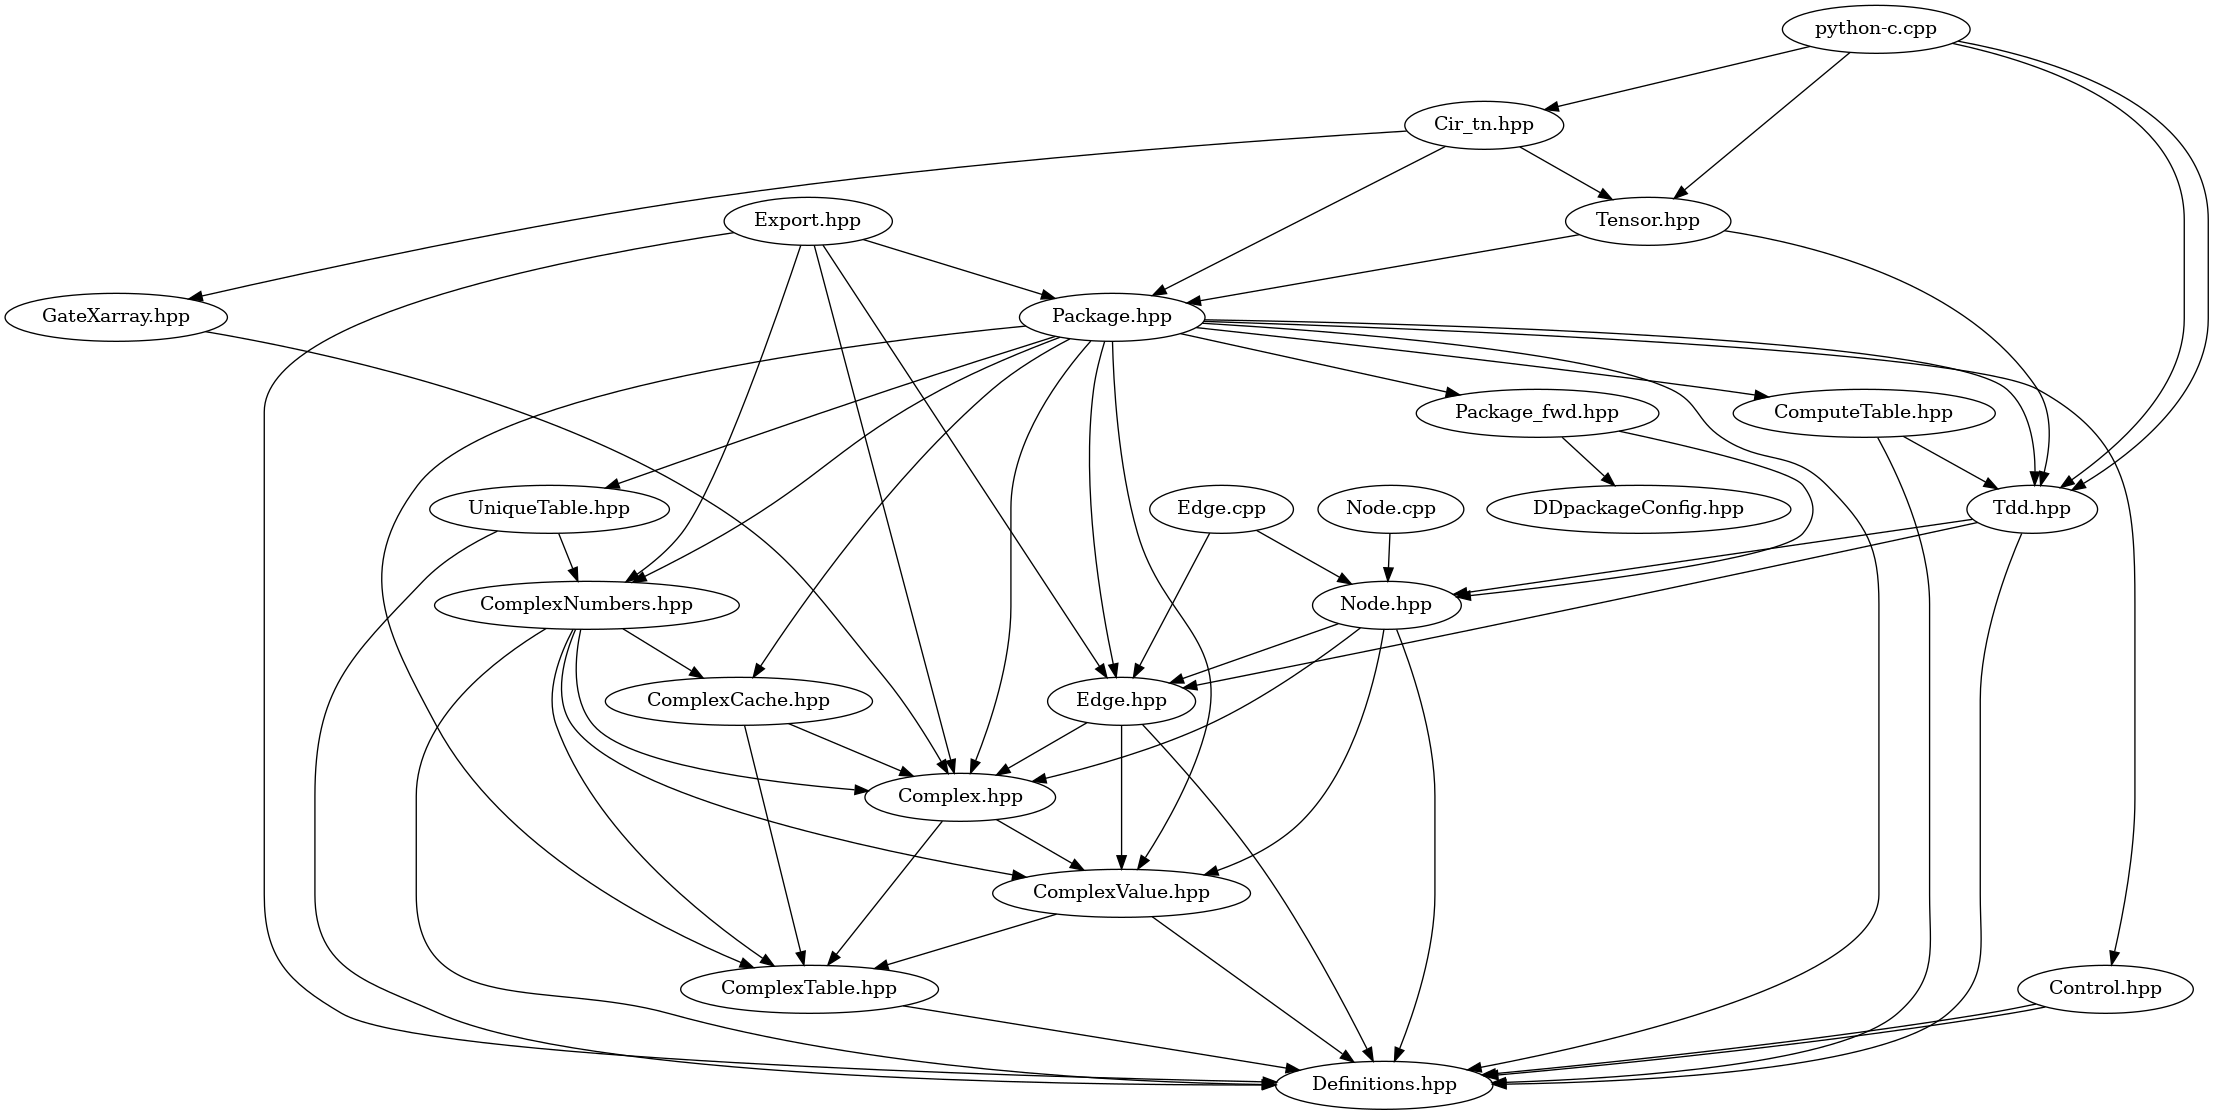 python-c.cpp
Cir_tn.hpp
Export.hpp
Tensor.hpp
GateXarray.hpp
Package.hpp
Package_fwd.hpp
ComputeTable.hpp
UniqueTable.hpp
Edge.cpp
Node.cpp
DDpackageConfig.hpp
Tdd.hpp
ComplexNumbers.hpp
Node.hpp
ComplexCache.hpp
Edge.hpp
Complex.hpp
ComplexValue.hpp
ComplexTable.hpp
Control.hpp
Definitions.hpp